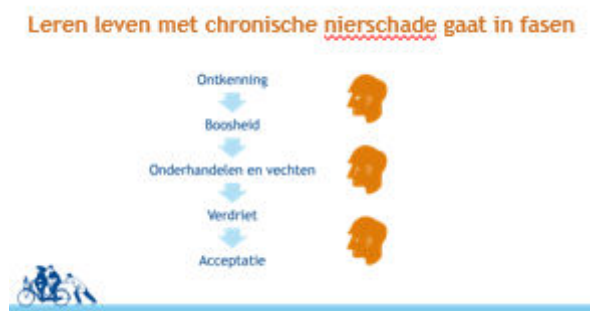 Leren leven met chronische nierschade gaat in fasen
Ontkenning
Boosheid
Onderhandelen en vechten
Verdriet
Acceptatie